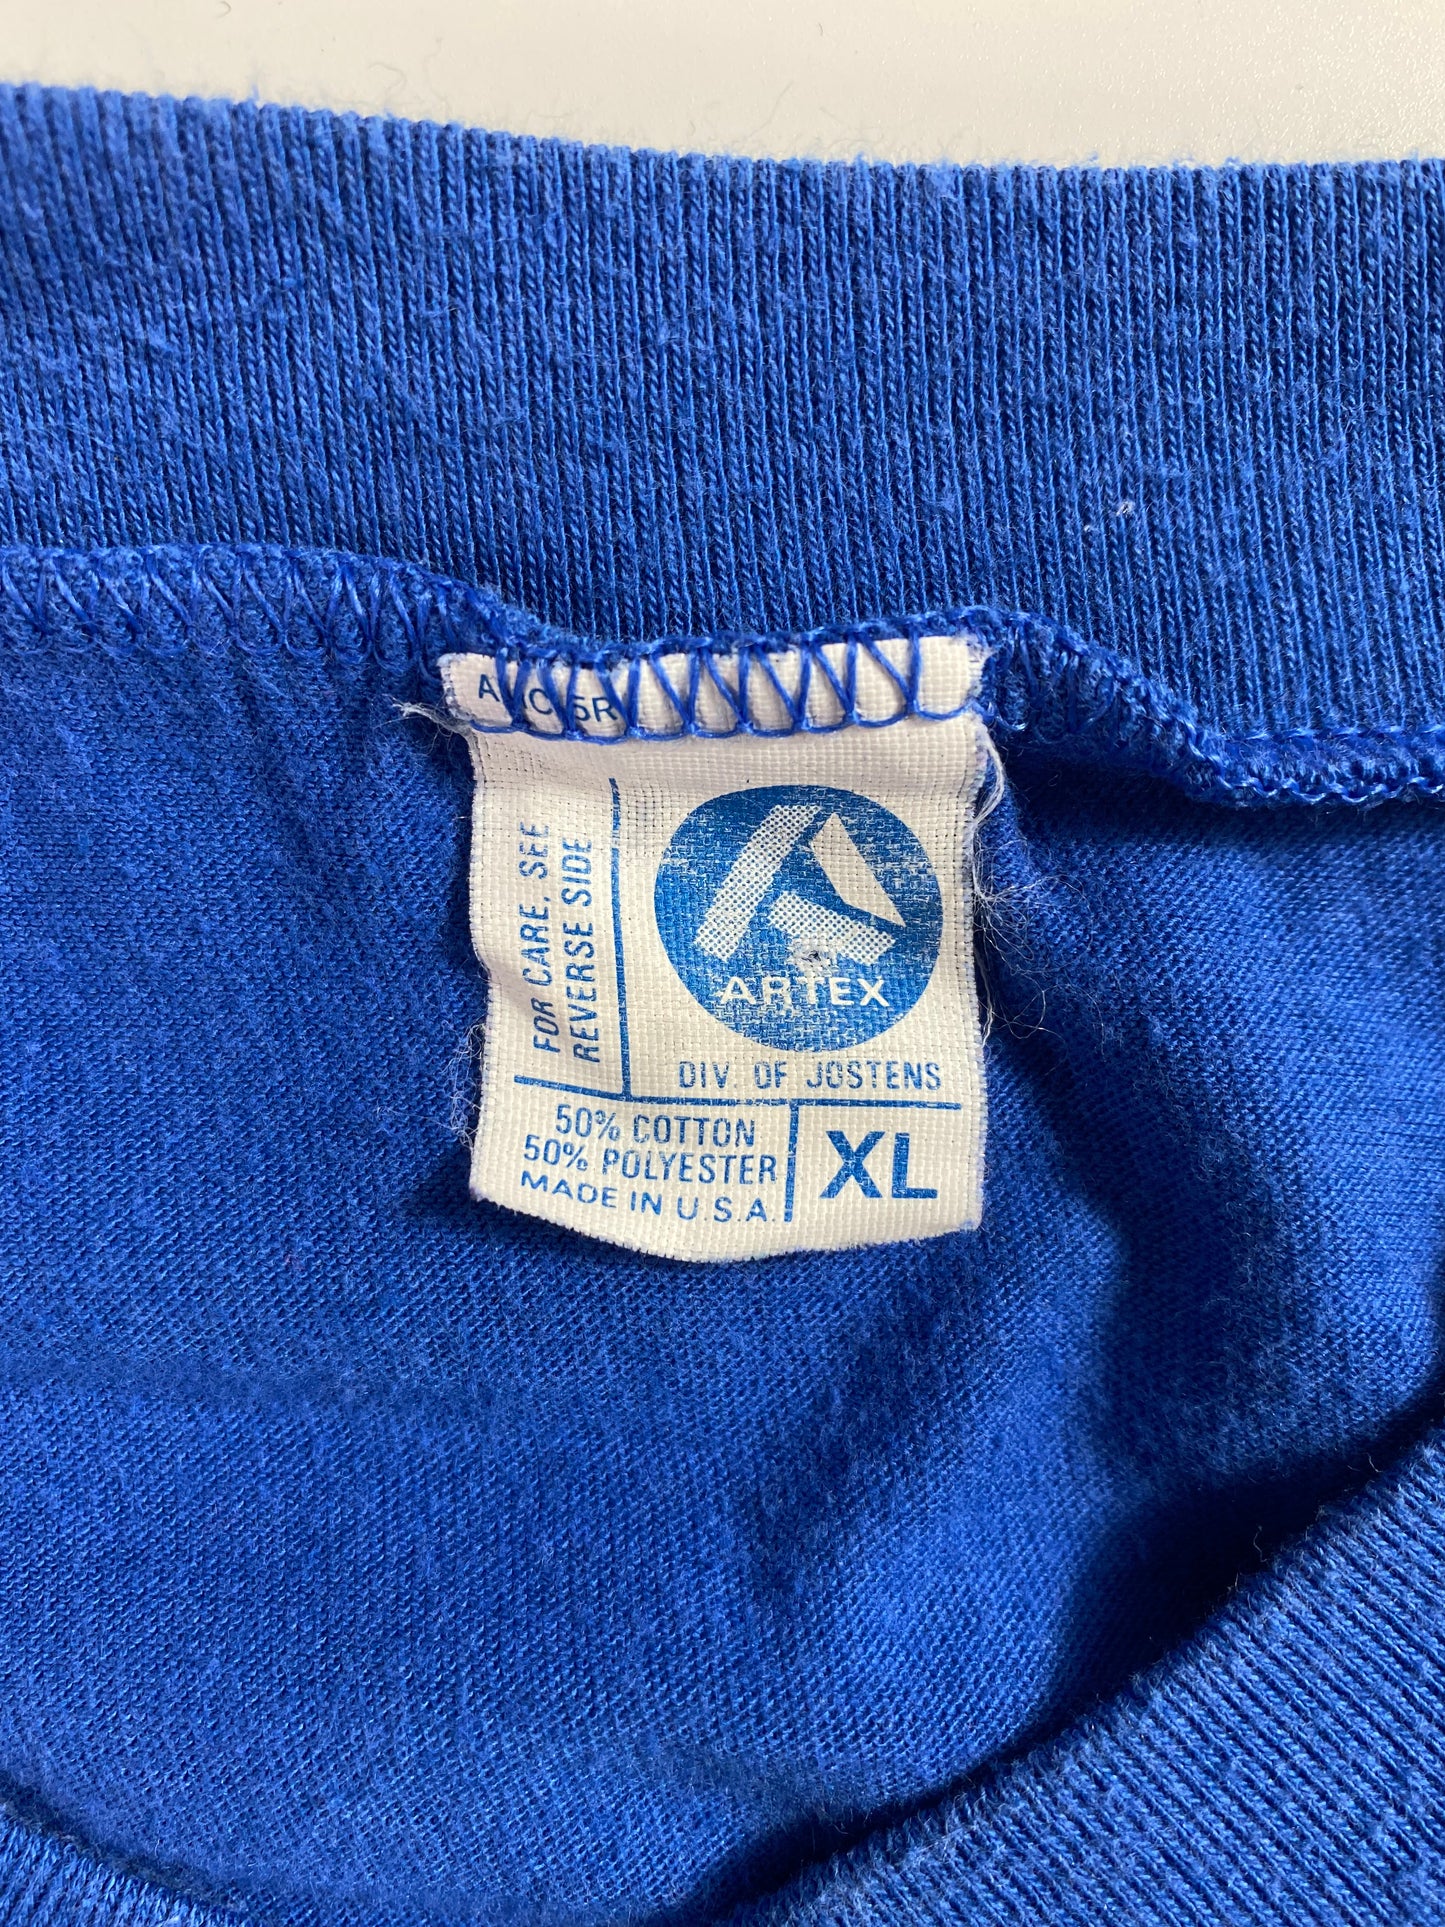 FOR CARE, SEE
REVERSE SIDE
ARTEX
DIV. OF JOSTENS
50% COTTON
50% POLYESTER
MADE IN U.S.A.
XL